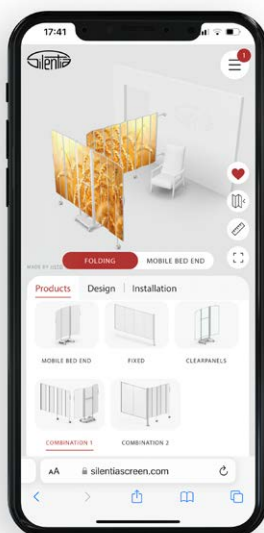 17:41
Silentia
1
FOLDING
MOBILE BED END
Products
Design
Installation
MOBILE BED END
FIXED
CLEARPANELS
COMBINATION 1
COMBINATION 2
AA
silentiascreen.com